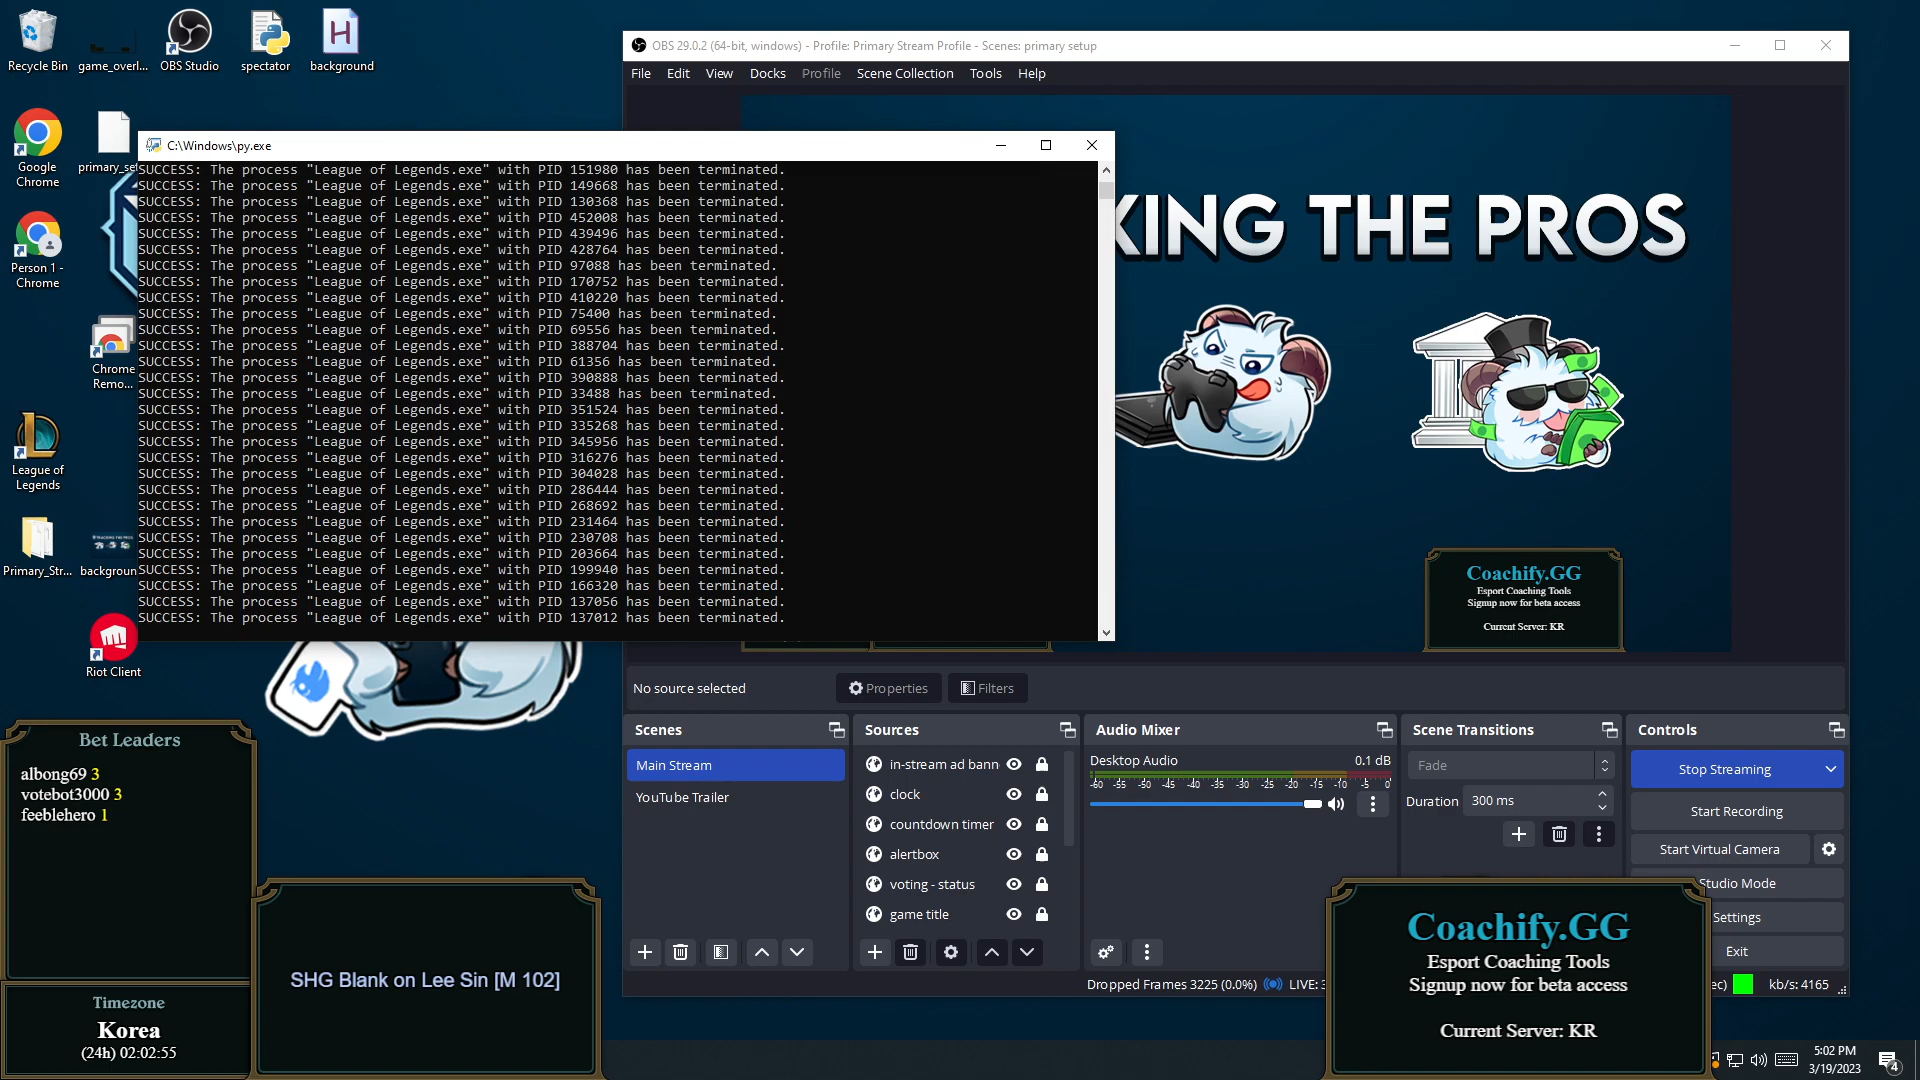 Recycle Bin
game_overl...
OBS Studio
spectator
background
Google
Chrome
primary_se
Person 1 -
Chrome
Chrome
Remo...
League of
Legends
Primary_Str...
backgroun
Riot Client
C:\Windows\py.exe
SUCCESS: The process "League of Legends.exe" with PID 151980 has been terminated.
SUCCESS: The process "League of Legends.exe" with PID 149668 has been terminated.
SUCCESS: The process "League of Legends.exe" with PID 130368 has been terminated.
SUCCESS: The process "League of Legends.exe" with PID 452008 has been terminated.
SUCCESS: The process "League of Legends.exe" with PID 439496 has been terminated.
SUCCESS: The process "League of Legends.exe" with PID 428764 has been terminated.
SUCCESS: The process "League of Legends.exe" with PID 97088 has been terminated.
SUCCESS: The process "League of Legends.exe" with PID 170752 has been terminated.
SUCCESS: The process "League of Legends.exe" with PID 410220 has been terminated.
SUCCESS: The process "League of Legends.exe" with PID 75400 has been terminated.
SUCCESS: The process "League of Legends.exe" with PID 69556 has been terminated.
SUCCESS: The process "League of Legends.exe" with PID 388704 has been terminated.
SUCCESS: The process "League of Legends.exe" with PID 61356 has been terminated.
SUCCESS: The process "League of Legends.exe" with PID 390888 has been terminated.
SUCCESS: The process "League of Legends.exe" with PID 33488 has been terminated.
SUCCESS: The process "League of Legends.exe" with PID 351524 has been terminated.
SUCCESS: The process "League of Legends.exe" with PID 335268 has been terminated.
SUCCESS: The process "League of Legends.exe" with PID 345956 has been terminated.
SUCCESS: The process "League of Legends.exe" with PID 316276 has been terminated.
SUCCESS: The process "League of Legends.exe" with PID 304028 has been terminated.
SUCCESS: The process "League of Legends.exe" with PID 286444 has been terminated.
SUCCESS: The process "League of Legends.exe" with PID 268692 has been terminated.
SUCCESS: The process "League of Legends.exe" with PID 231464 has been terminated.
SUCCESS: The process "League of Legends.exe" with PID 230708 has been terminated.
SUCCESS: The process "League of Legends.exe" with PID 203664 has been terminated.
SUCCESS: The process "League of Legends.exe" with PID 199940 has been terminated.
SUCCESS: The process "League of Legends.exe" with PID 166320 has been terminated.
SUCCESS: The process "League of Legends.exe" with PID 137056 has been terminated.
SUCCESS: The process "League of Legends.exe" with PID 137012 has been terminated.
OBS 29.0.2 (64-bit, windows) - Profile: Primary Stream Profile - Scenes: primary setup
File Edit View Docks Profile Scene Collection Tools Help
KING THE PROS
Coachify.GG
Esport Coaching Tools
Signup now for beta access
Current Server: KR
No source selected
Properties
Filters
Scenes
Main Stream
YouTube Trailer
Sources
in-stream ad bann
clock
countdown timer
alertbox
voting - status
game title
Audio Mixer
Desktop Audio 0.1 dB
-60 -55 -50 -45 -40 -35 -30 -25 -20 -15 -10 -5 0
Scene Transitions
Fade
Duration 300 ms
Controls
Stop Streaming
Start Recording
Start Virtual Camera
Studio Mode
Settings
Exit
Dropped Frames 3225 (0.0%) LIVE: 3
ec) kb/s: 4165
Bet Leaders
albong69 3
votebot3000 3
feeblehero 1
Timezone
Korea
(24h) 02:02:55
SHG Blank on Lee Sin [M 102]
Coachify.GG
Esport Coaching Tools
Signup now for beta access
Current Server: KR
5:02 PM
3/19/2023
4